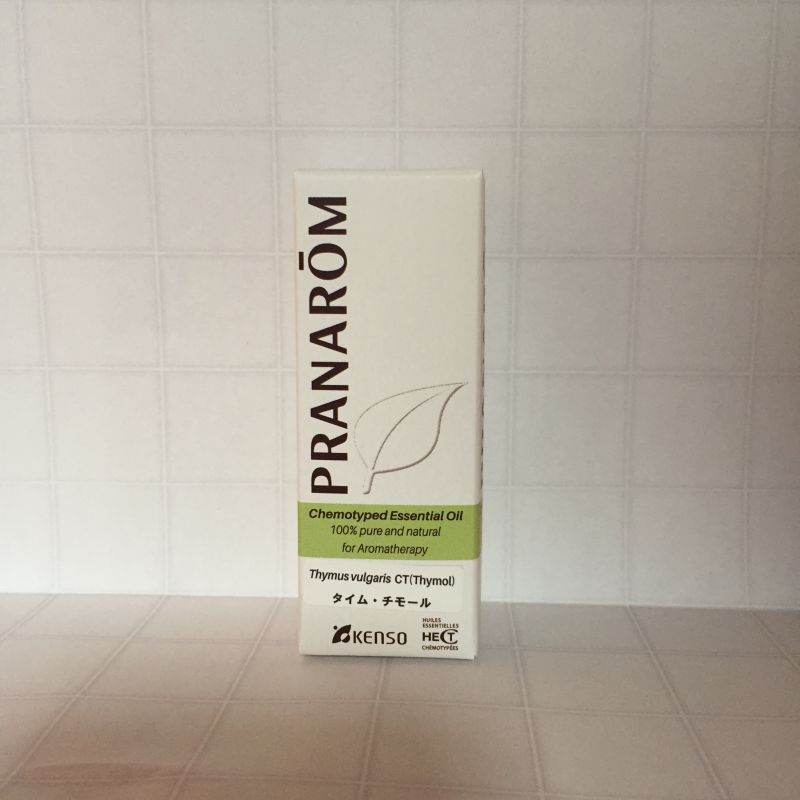 PRANARŌM
Chemotyped Essential Oil
100% pure and natural
for Aromatherapy
Thymus vulgaris CT(Thymol)
タイム・チモール
KENSO
HUILES
ESSENTIELLES
HECT
CHÉMOTYPÉES